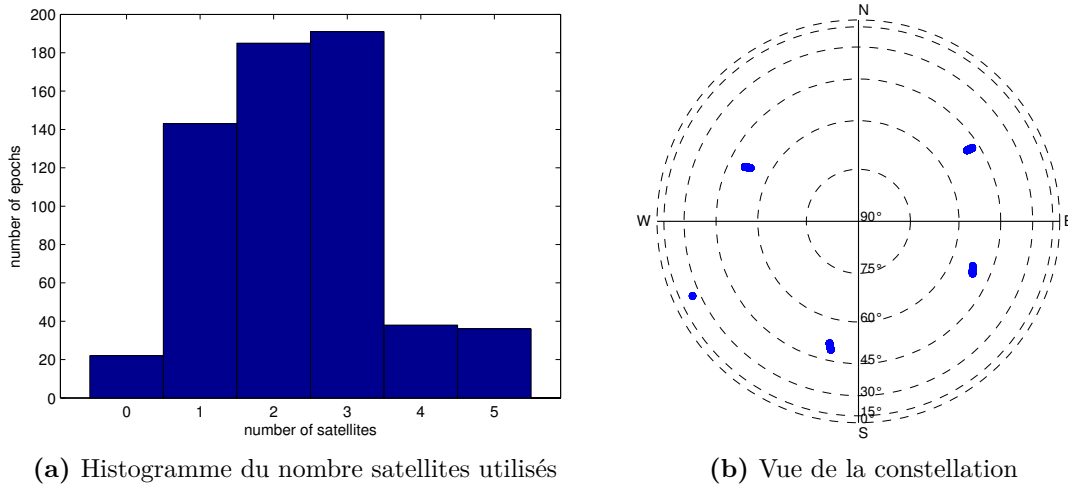 200
180
160
140
120
100
80
60
40
20
0
number of epochs
0 1 2 3 4 5
number of satellites
N
W
E
S
90°
75°
60°
45°
30°
15°
0°
(a) Histogramme du nombre satellites utilisés
(b) Vue de la constellation